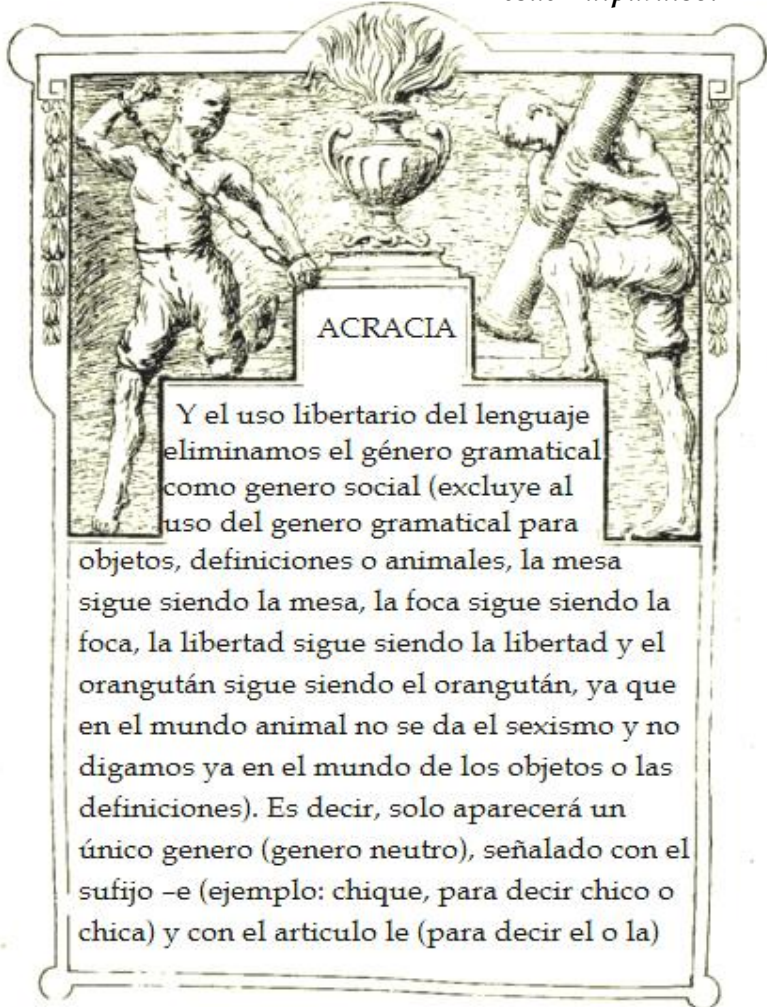 ACRACIA
Y el uso libertario del lenguaje
eliminamos el género gramatical
como genero social (excluye al
uso del genero gramatical para
objetos, definiciones o animales, la mesa
sigue siendo la mesa, la foca sigue siendo la
foca, la libertad sigue siendo la libertad y el
orangután sigue siendo el orangután, ya que
en el mundo animal no se da el sexismo y no
digamos ya en el mundo de los objetos o las
definiciones). Es decir, solo aparecerá un
único genero (genero neutro), señalado con el
sufijo –e (ejemplo: chique, para decir chico o
chica) y con el articulo le (para decir el o la)